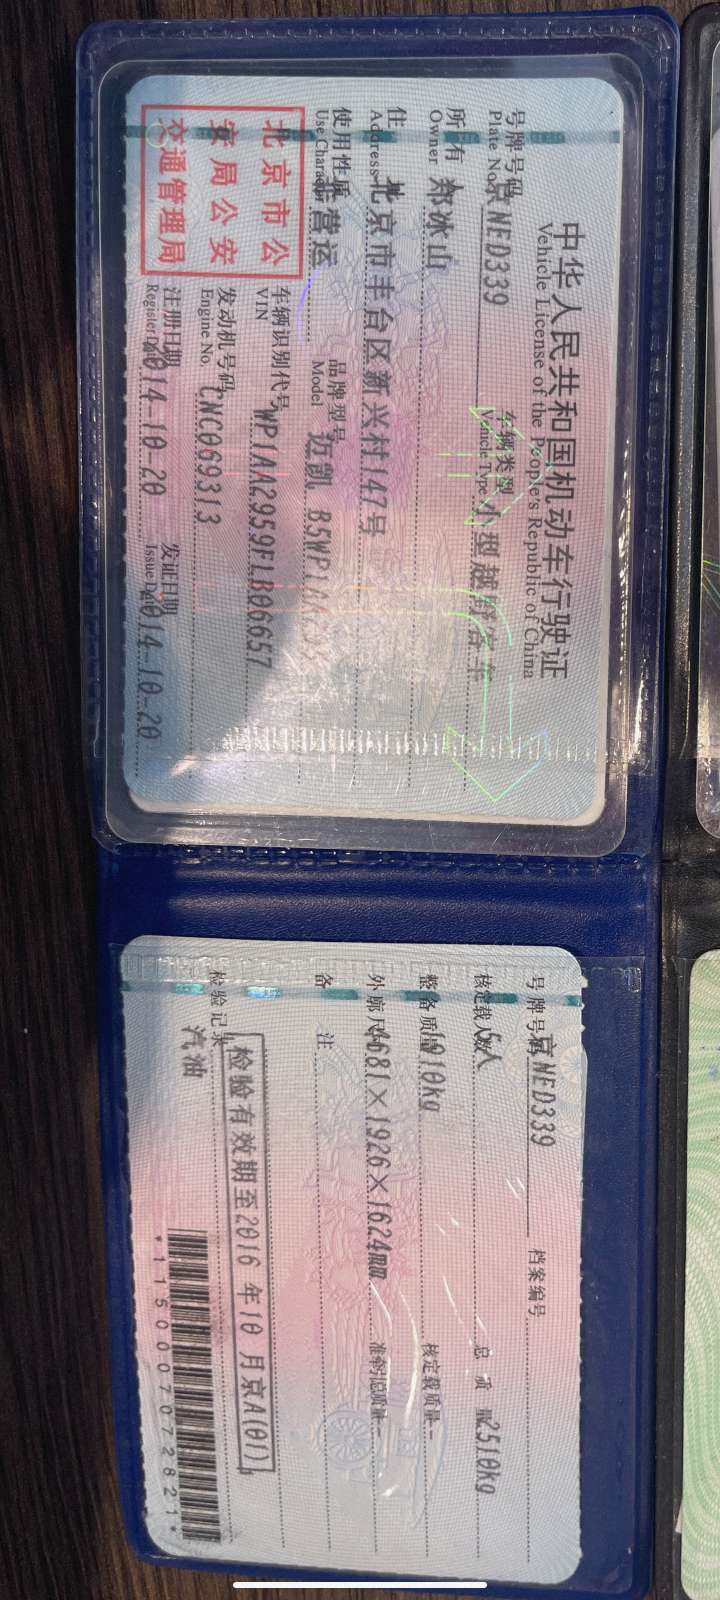 中华人民共和国机动车行驶证
Vehicle License of the People's Republic of China
号牌号码 京NED339 车辆类型 小型越野客车
Plate No. Vehicle Type
所有人 郑冰山
Owner
住 址 北京市丰台区新兴村147号
Address
使用性质 非营运 品牌型号 迈凯
Use Character Model
北京市公安局公安交通管理局
车辆识别代号 WP1AA2959FLB06657
VIN
发动机号码 CNC069313
Engine No.
注册日期 2014-10-20 发证日期 2014-10-20
Register Date Issue Date
号牌号码 京NED339 档案编号
核定载人数 5人 总 质 量 2510kg
整备质量 1910kg 核定载质量 --
外廓尺寸 4681×1926×1624mm 准牵引总质量 --
备 注
检验有效期至2016年10月京A(01)
检验记录
汽油
*1150007072821*